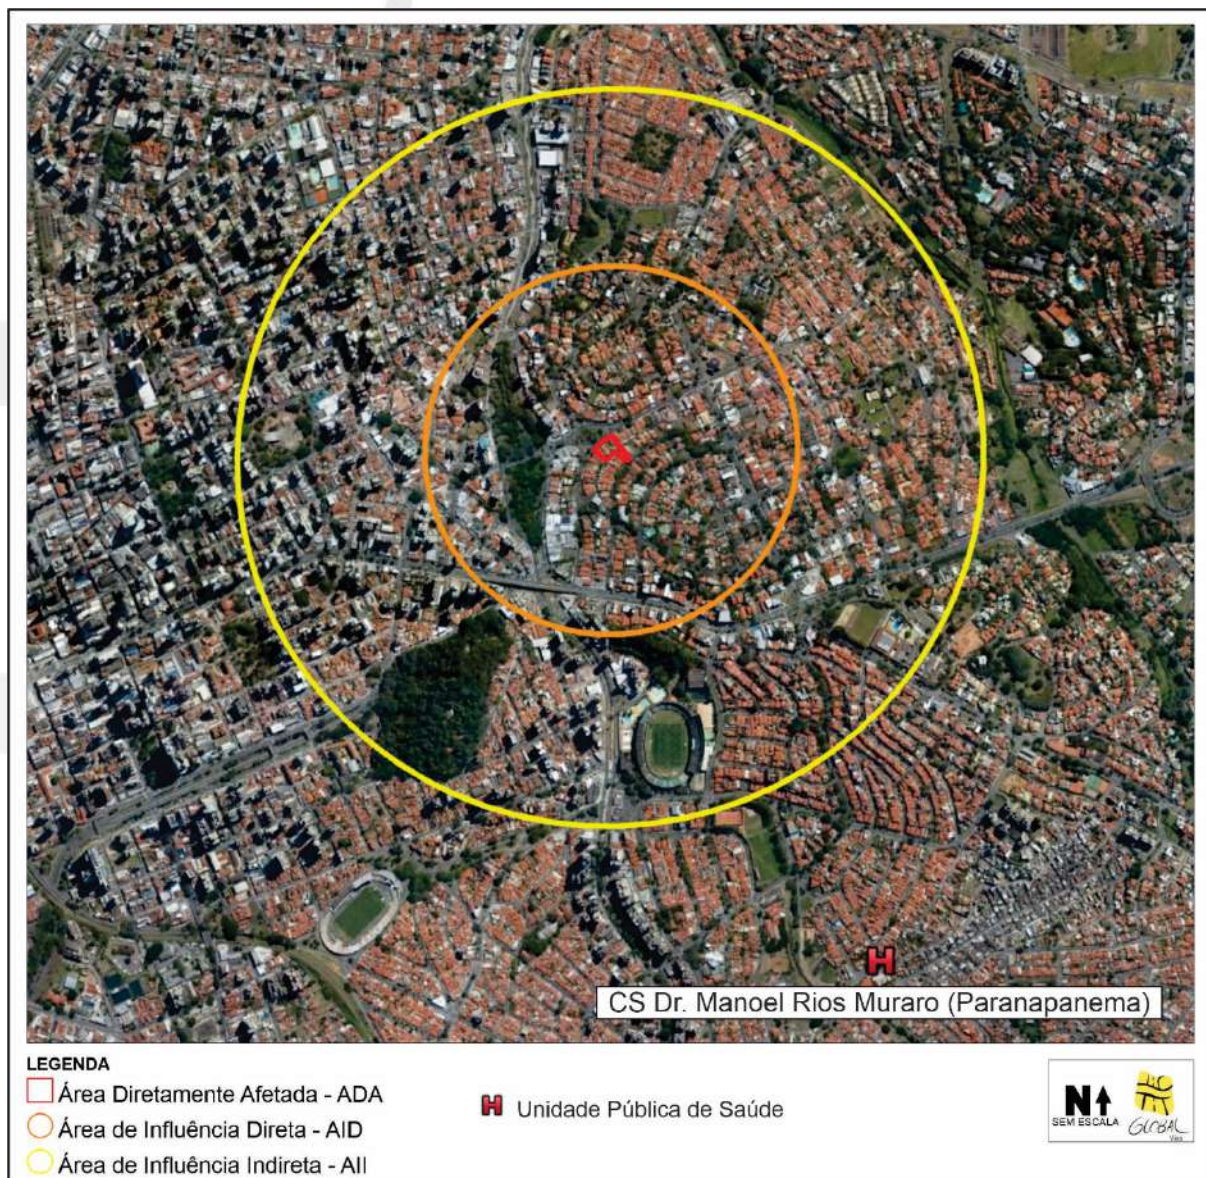 CS Dr. Manoel Rios Muraro (Paranapanema)
LEGENDA
Área Diretamente Afetada - ADA
Área de Influência Direta - AID
Área de Influência Indireta - AII
H Unidade Pública de Saúde
N
SEM ESCALA
GLOBAL